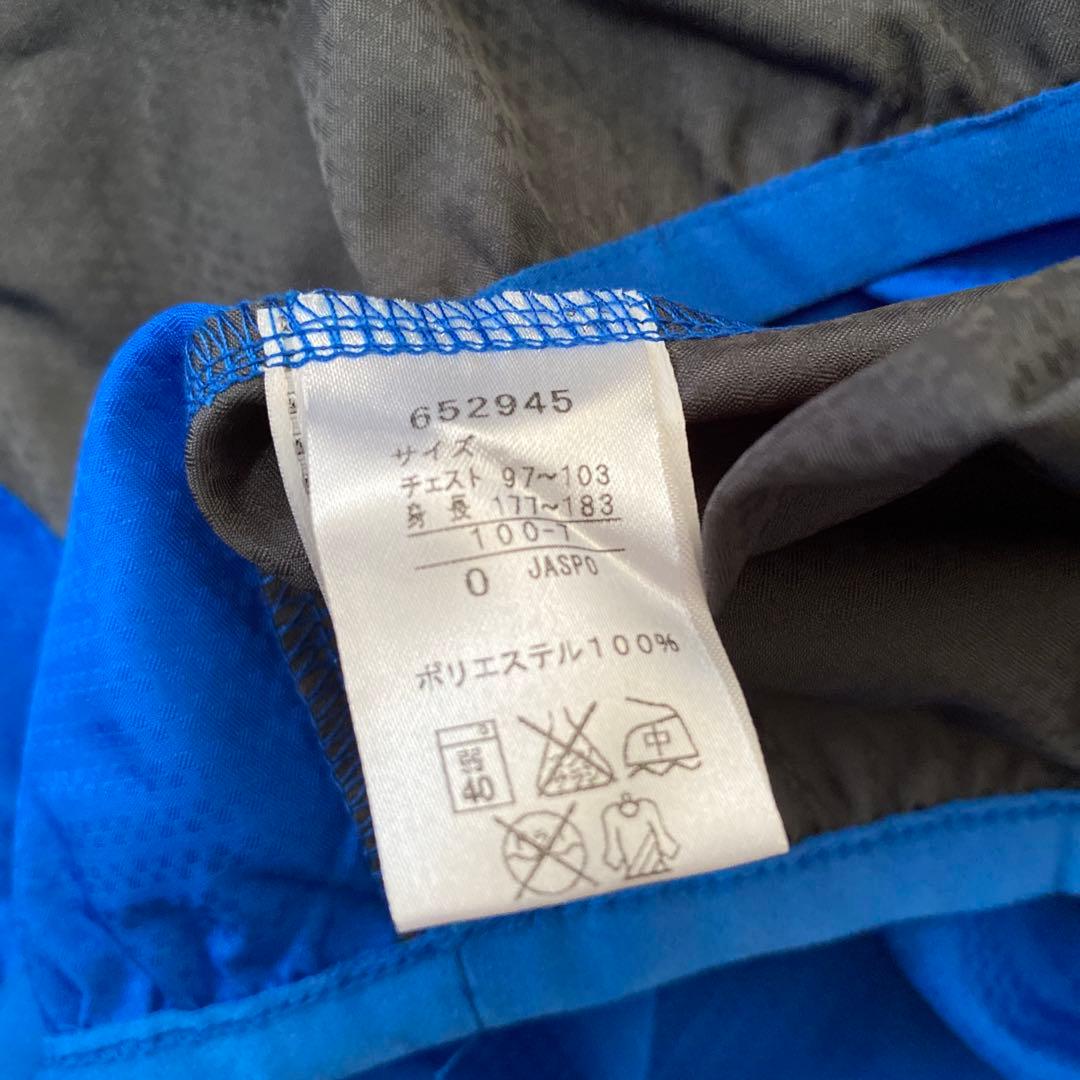 652945
サイズ
チェスト 97~103
身 長 177~183
100-1
O JASPO
ポリエステル100%
弱
40
中